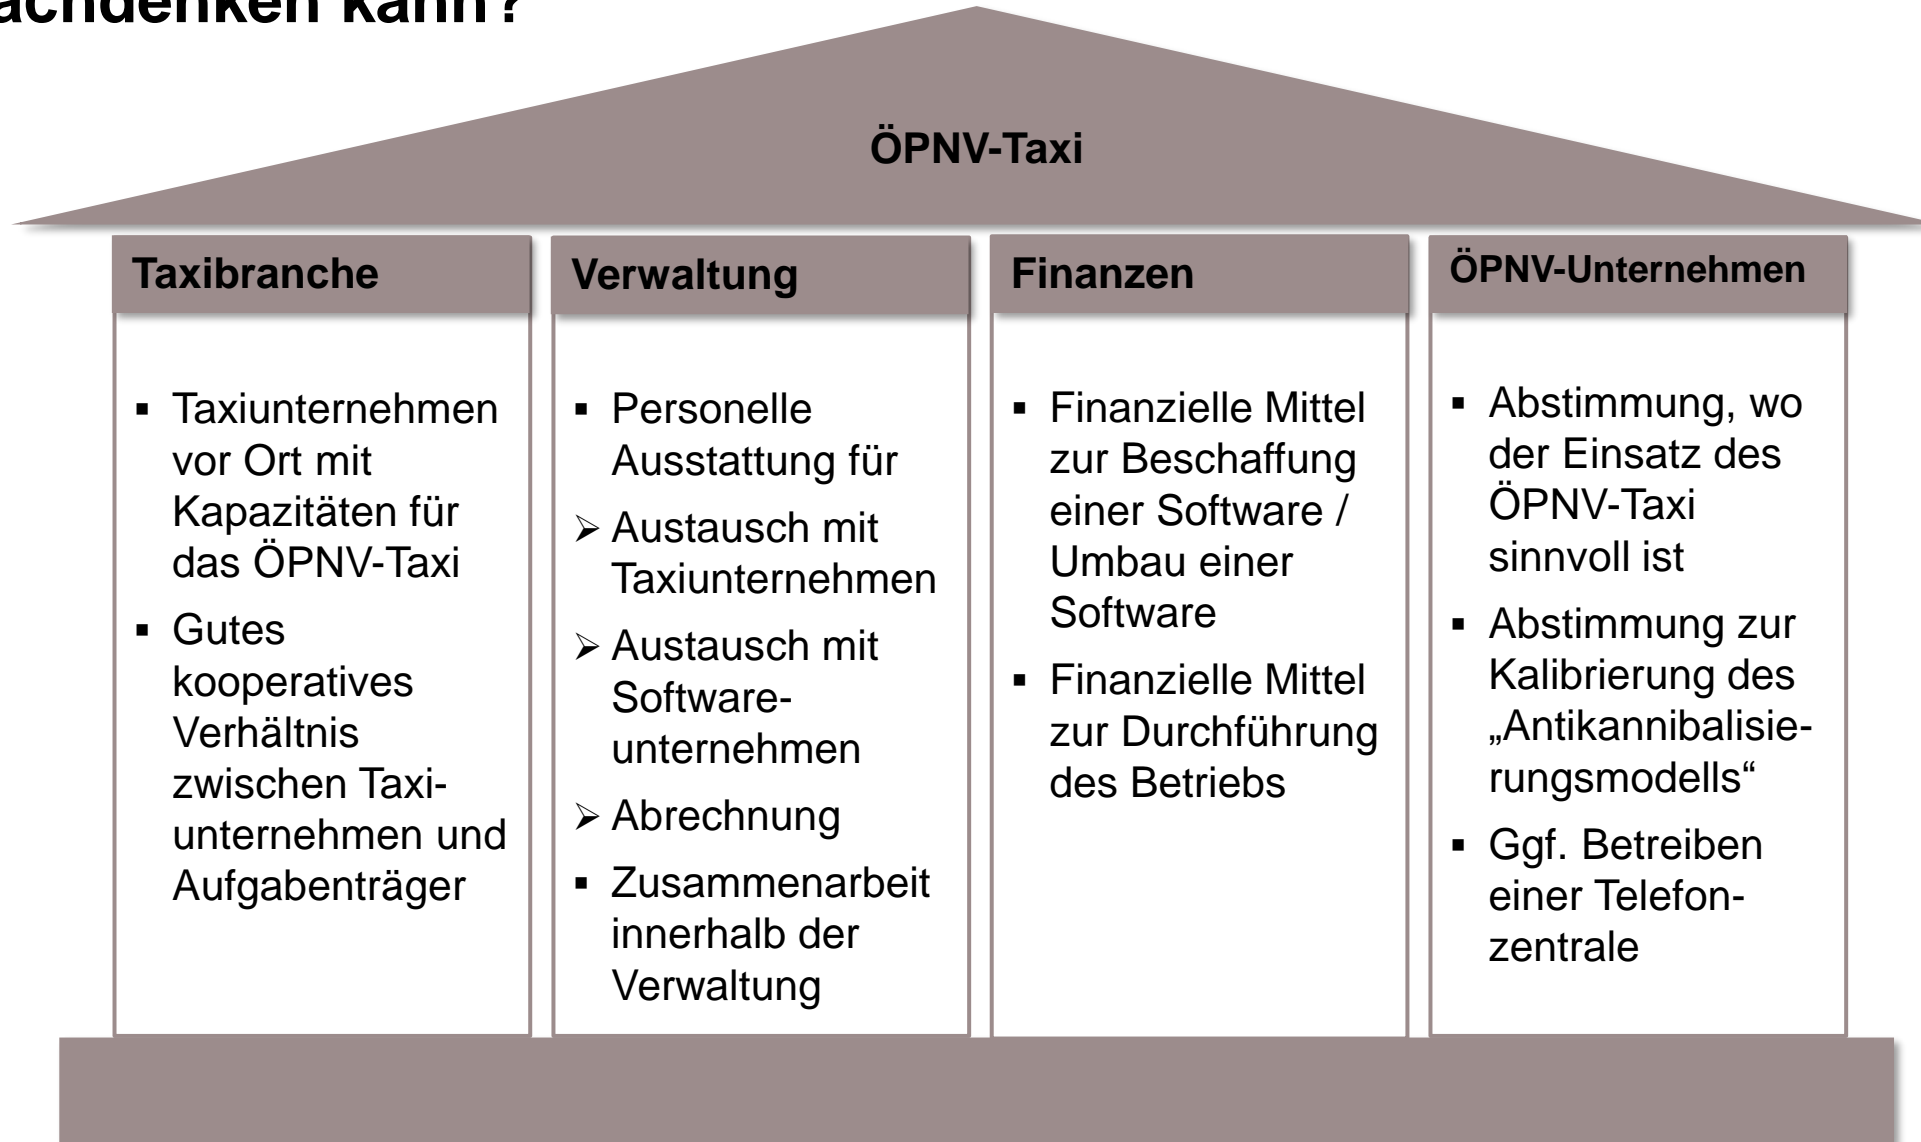 achdenken kann?
ÖPNV-Taxi
Taxibranche
▪ Taxiunternehmen
vor Ort mit
Kapazitäten für
das ÖPNV-Taxi
▪ Gutes
kooperatives
Verhältnis
zwischen Taxi-
unternehmen und
Aufgabenträger
Verwaltung
▪ Personelle
Ausstattung für
➢ Austausch mit
Taxiunternehmen
➢ Austausch mit
Software-
unternehmen
➢ Abrechnung
▪ Zusammenarbeit
innerhalb der
Verwaltung
Finanzen
▪ Finanzielle Mittel
zur Beschaffung
einer Software /
Umbau einer
Software
▪ Finanzielle Mittel
zur Durchführung
des Betriebs
ÖPNV-Unternehmen
▪ Abstimmung, wo
der Einsatz des
ÖPNV-Taxi
sinnvoll ist
▪ Abstimmung zur
Kalibrierung des
„Antikannibalisie-
rungsmodells“
▪ Ggf. Betreiben
einer Telefon-
zentrale